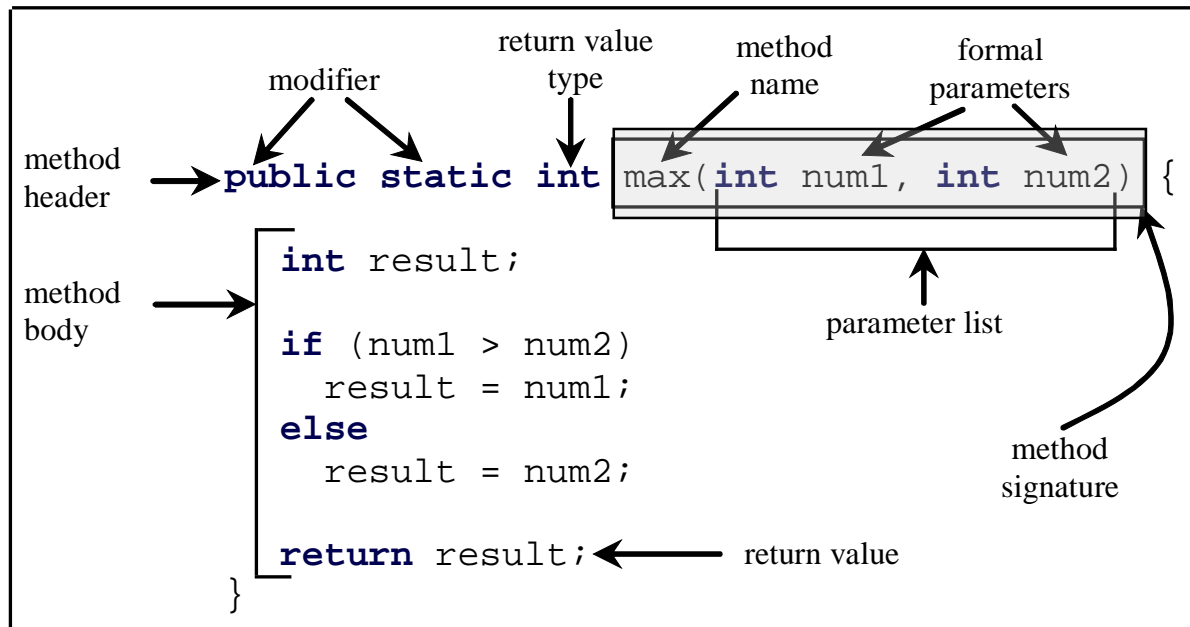 return value
type
method
name
formal
parameters
modifier
method
header
public static int max(int num1, int num2) {
method
body
int result;
if (num1 > num2)
result = num1;
else
result = num2;
return result;
}
parameter list
method
signature
return value